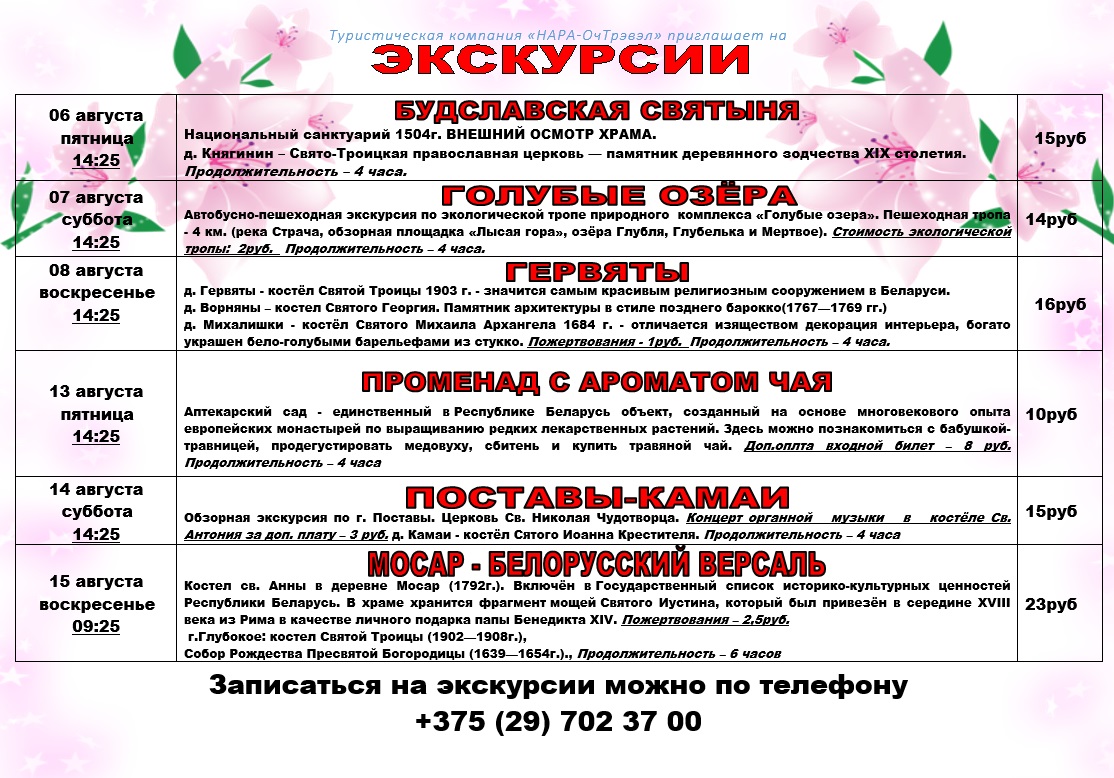 Туристическая компания «НАРА-ОчТрэвэл» приглашает на
ЭКСКУРСИИ
06 августа
пятница
14:25
БУДСЛАВСКАЯ СВЯТЫНЯ
Национальный санктуарий 1504г. ВНЕШНИЙ ОСМОТР ХРАМА.
д. Княгинин – Свято-Троицкая православная церковь — памятник деревянного зодчества XIX столетия.
Продолжительность – 4 часа.
15руб
07 августа
суббота
14:25
ГОЛУБЫЕ ОЗЁРА
Автобусно-пешеходная экскурсия по экологической тропе природного комплекса «Голубые озера». Пешеходная тропа
- 4 км. (река Страча, обзорная площадка «Лысая гора», озёра Глубля, Глубелька и Мертвое). Стоимость экологической
тропы: 2руб. Продолжительность – 4 часа.
14руб
08 августа
воскресенье
14:25
ГЕРВЯТЫ
д. Гервяты - костёл Святой Троицы 1903 г. - значится самым красивым религиозным сооружением в Беларуси.
д. Ворняны – костел Святого Георгия. Памятник архитектуры в стиле позднего барокко(1767—1769 гг.)
д. Михалишки - костёл Святого Михаила Архангела 1684 г. - отличается изяществом декорация интерьера, богато
украшен бело-голубыми барельефами из стукко. Пожертвования - 1руб. Продолжительность – 4 часа.
16руб
13 августа
пятница
14:25
ПРОМЕНАД С АРОМАТОМ ЧАЯ
Аптекарский сад - единственный в Республике Беларусь объект, созданный на основе многовекового опыта
европейских монастырей по выращиванию редких лекарственных растений. Здесь можно познакомиться с бабушкой-
травницей, продегустировать медовуху, сбитень и купить травяной чай. Доп.оплта входной билет – 8 руб.
Продолжительность – 4 часа
10руб
14 августа
суббота
14:25
ПОСТАВЫ-КАМАИ
Обзорная экскурсия по г. Поставы. Церковь Св. Николая Чудотворца. Концерт органной музыки в костёле Св.
Антония за доп. плату – 3 руб. д. Камаи - костёл Сятого Иоанна Крестителя. Продолжительность – 4 часа
15руб
15 августа
воскресенье
09:25
МОСАР - БЕЛОРУССКИЙ ВЕРСАЛЬ
Костел св. Анны в деревне Мосар (1792г.). Включён в Государственный список историко-культурных ценностей
Республики Беларусь. В храме хранится фрагмент мощей Святого Иустина, который был привезён в середине XVIII
века из Рима в качестве личного подарка папы Бенедикта XIV. Пожертвования – 2,5руб.
г.Глубокое: костел Святой Троицы (1902—1908г.),
Собор Рождества Пресвятой Богородицы (1639—1654г.)., Продолжительность – 6 часов
23руб
Записаться на экскурсии можно по телефону
+375 (29) 702 37 00